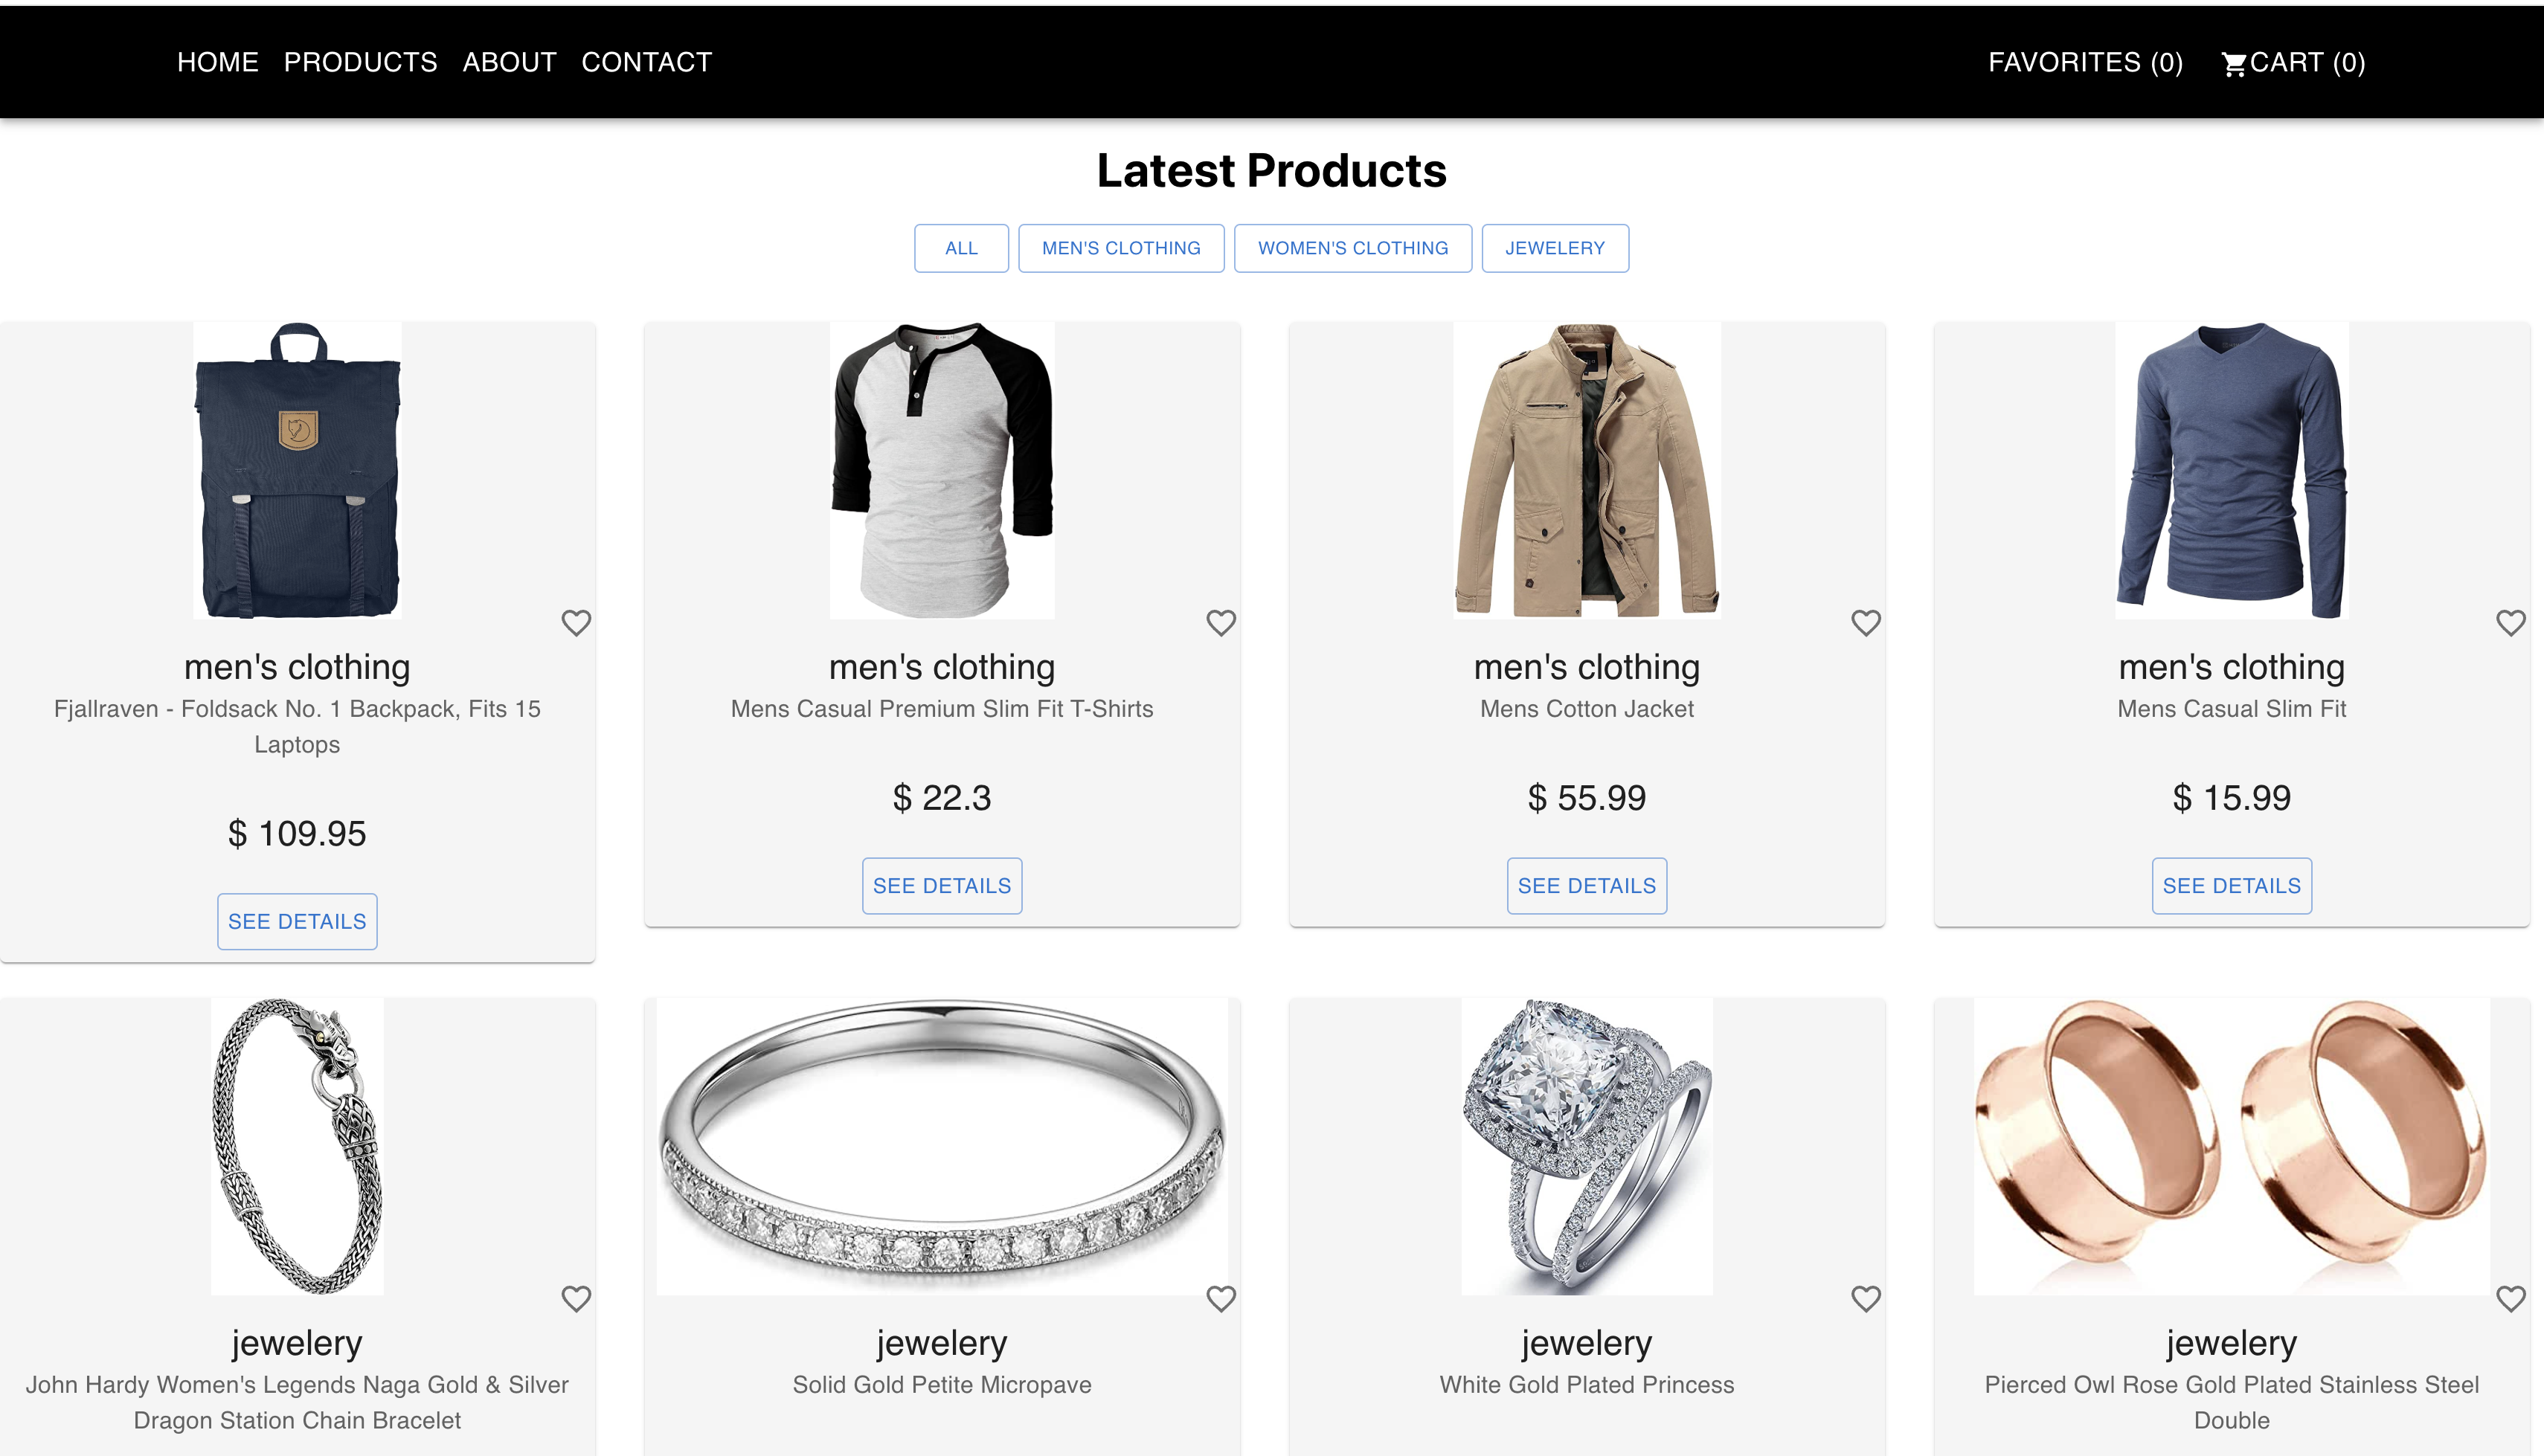 HOME PRODUCTS ABOUT CONTACT FAVORITES (0) CART (0)
Latest Products
ALL MEN'S CLOTHING WOMEN'S CLOTHING JEWELERY
men's clothing
Fjallraven - Foldsack No. 1 Backpack, Fits 15
Laptops
$ 109.95
SEE DETAILS
men's clothing
Mens Casual Premium Slim Fit T-Shirts
$ 22.3
SEE DETAILS
men's clothing
Mens Cotton Jacket
$ 55.99
SEE DETAILS
men's clothing
Mens Casual Slim Fit
$ 15.99
SEE DETAILS
jewelery
John Hardy Women's Legends Naga Gold & Silver
Dragon Station Chain Bracelet
jewelery
Solid Gold Petite Micropave
jewelery
White Gold Plated Princess
jewelery
Pierced Owl Rose Gold Plated Stainless Steel
Double